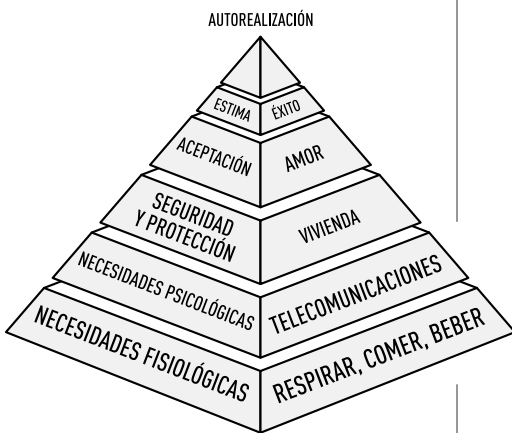 AUTOREALIZACIÓN
ESTIMA
ÉXITO
ACEPTACIÓN
AMOR
SEGURIDAD
Y PROTECCIÓN
VIVIENDA
NECESIDADES PSICOLÓGICAS
TELECOMUNICACIONES
NECESIDADES FISIOLÓGICAS
RESPIRAR, COMER, BEBER